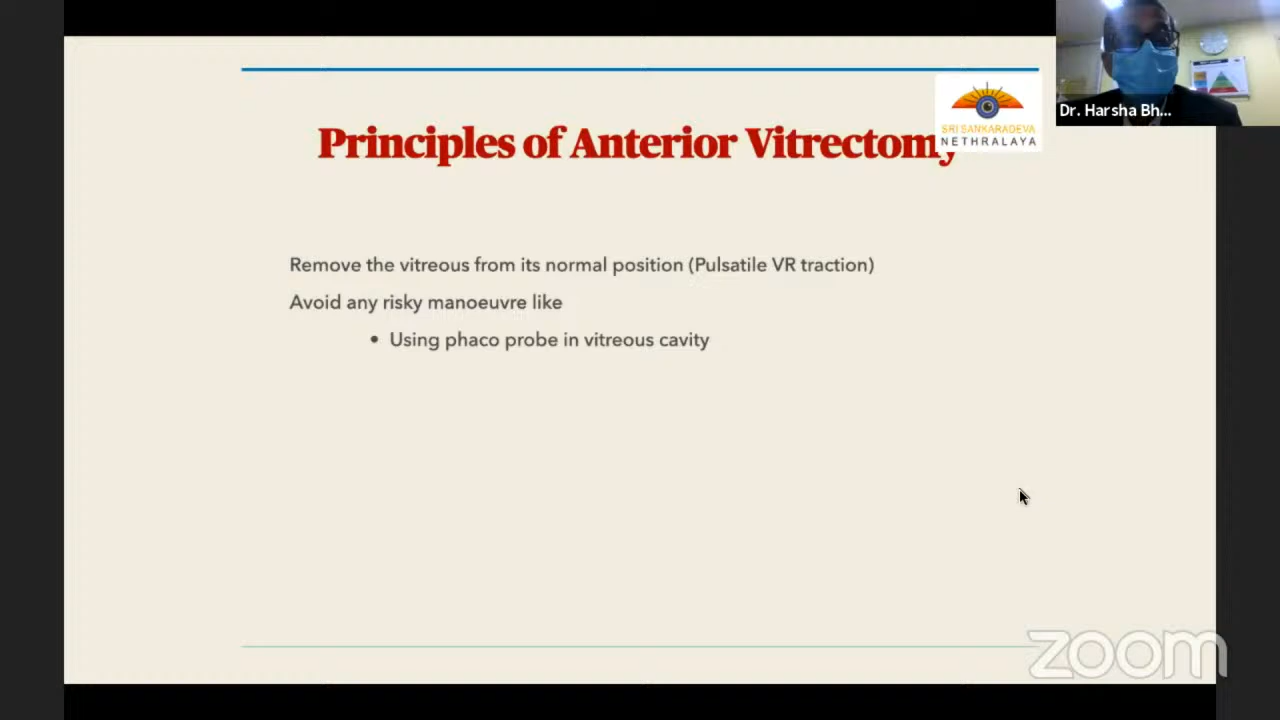 Principles of Anterior Vitrectomy
SRI SANKARADEVA
NETHRALAYA
Dr. Harsha Bh...
Remove the vitreous from its normal position (Pulsatile VR traction)
Avoid any risky manoeuvre like
• Using phaco probe in vitreous cavity
zoom